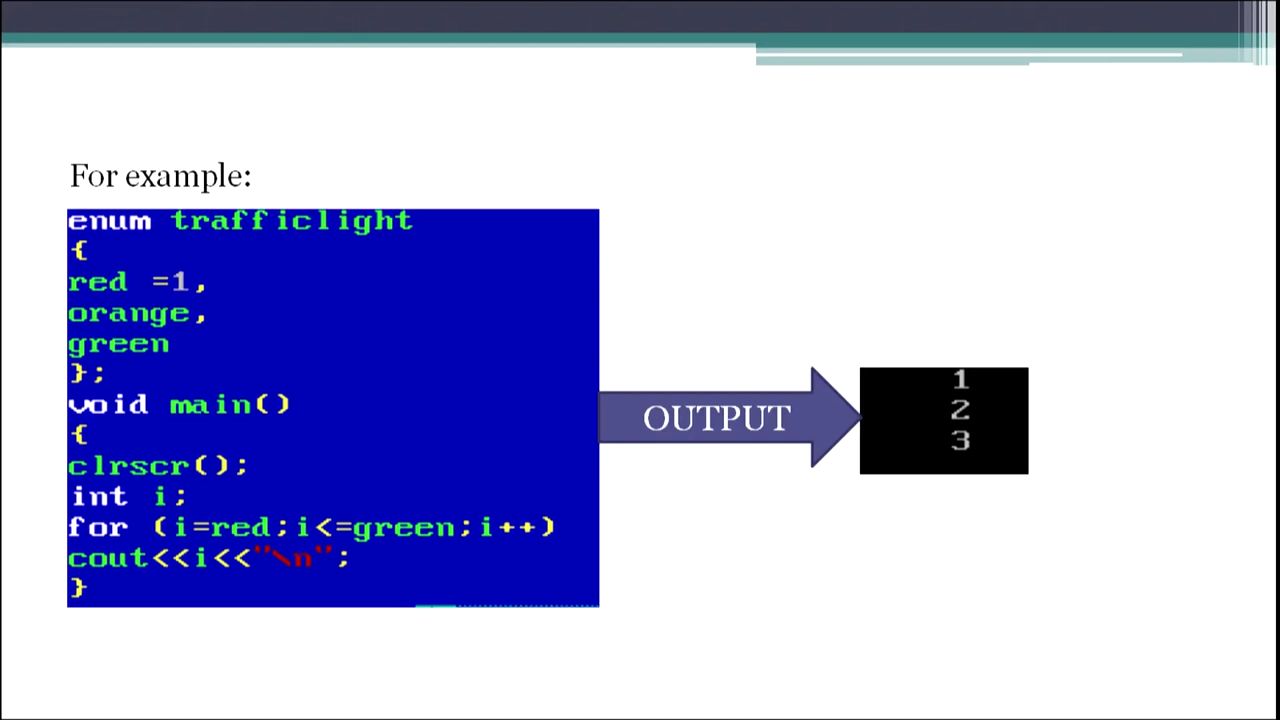 For example:
enum trafficlight
{
red =1,
orange,
green
};
void main()
{
clrscr();
int i;
for (i=red;i<=green;i++)
cout<<i<<"\n";
}
OUTPUT
1
2
3